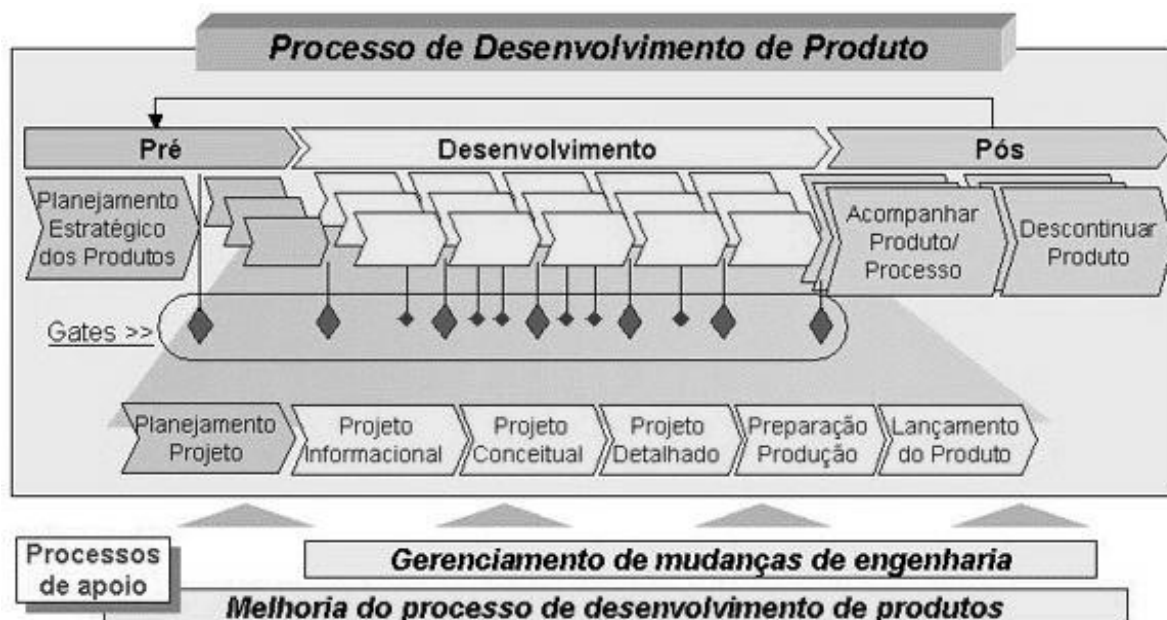 Processo de Desenvolvimento de Produto
Pré
Desenvolvimento
Pós
Planejamento
Estratégico
dos Produtos
Acompanhar
Produto/
Processo
Descontinuar
Produto
Gates >>
Planejamento
Projeto
Projeto
Informacional
Projeto
Conceitual
Projeto
Detalhado
Preparação
Produção
Lançamento
do Produto
Processos
de apoio
Gerenciamento de mudanças de engenharia
Melhoria do processo de desenvolvimento de produtos